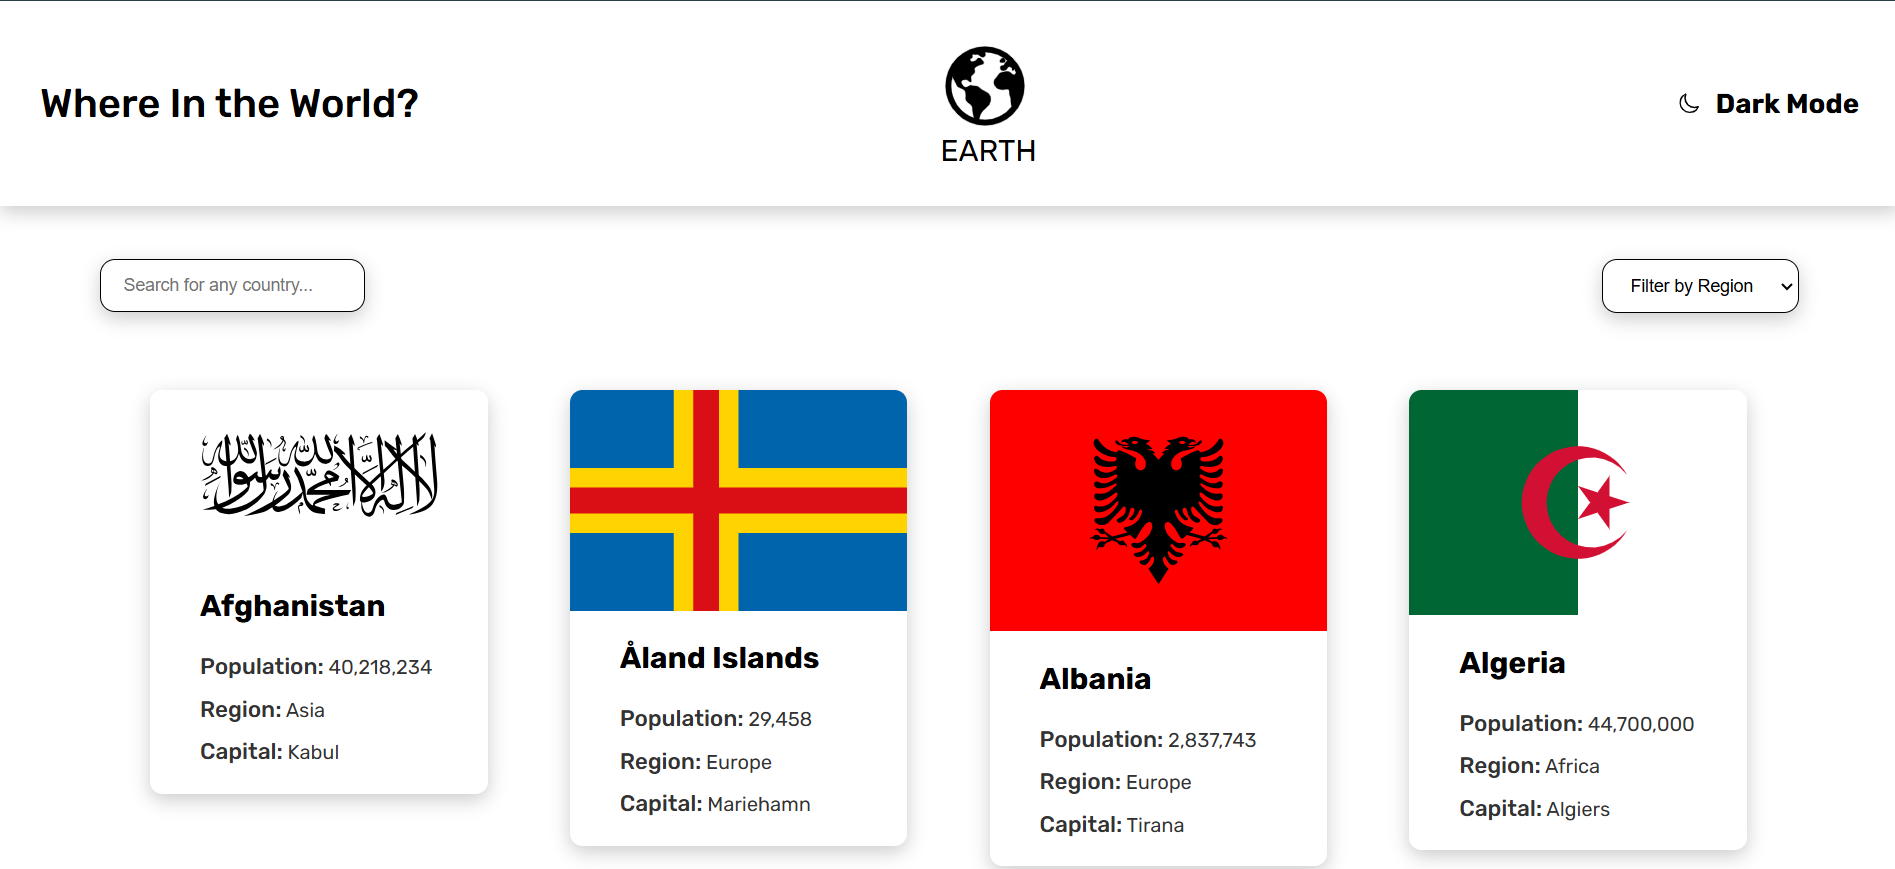 Where In the World?
EARTH
Dark Mode
Search for any country...
Filter by Region
لا إله إلا الله محمد رسول الله
Afghanistan
Population: 40,218,234
Region: Asia
Capital: Kabul
Åland Islands
Population: 29,458
Region: Europe
Capital: Mariehamn
Albania
Population: 2,837,743
Region: Europe
Capital: Tirana
Algeria
Population: 44,700,000
Region: Africa
Capital: Algiers